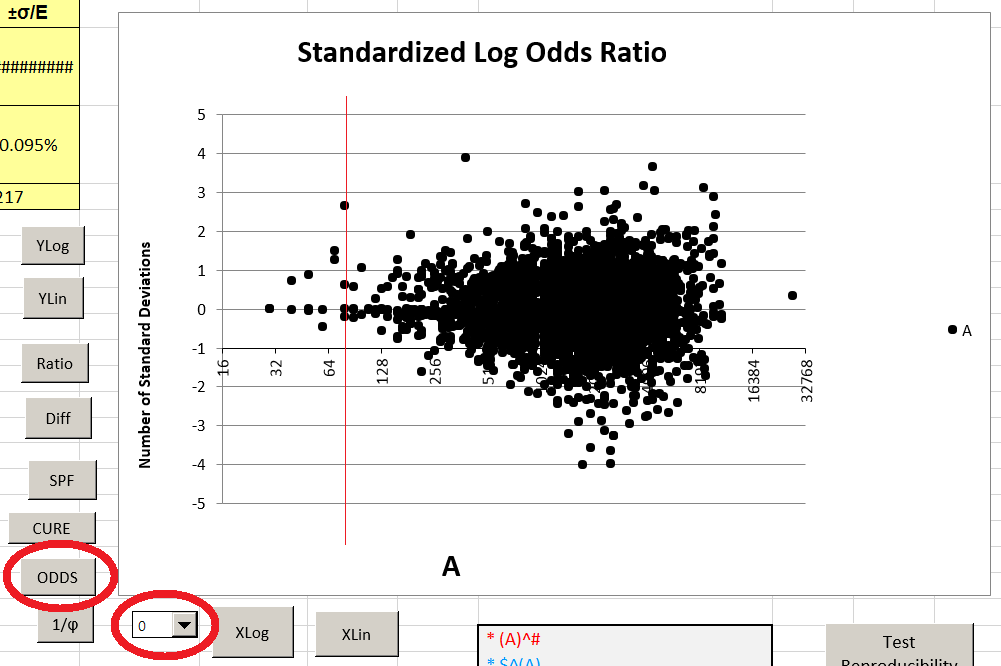 ±σ/E
#########
0.095%
217
Standardized Log Odds Ratio
5
4
3
2
1
0
-1
-2
-3
-4
-5
Number of Standard Deviations
16
32
64
128
256
16384
32768
A
A
YLog
YLin
Ratio
Diff
SPF
CURE
ODDS
1/φ
0
XLog
XLin
* (A)^#
* $^(A)
Test
Reproducibility